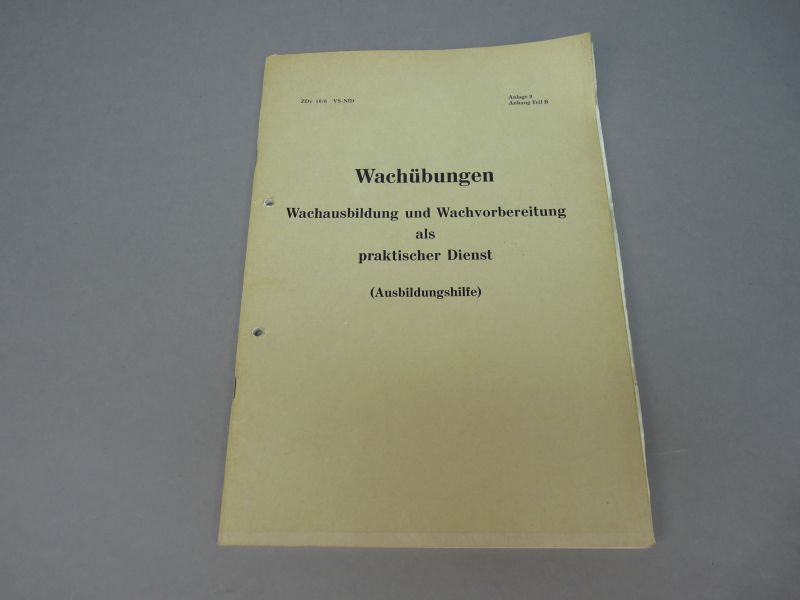 ZDv 10/6 VS-NfD
Anlage 9
Anhang Teil B
Wachübungen
Wachausbildung und Wachvorbereitung
als
praktischer Dienst
(Ausbildungshilfe)